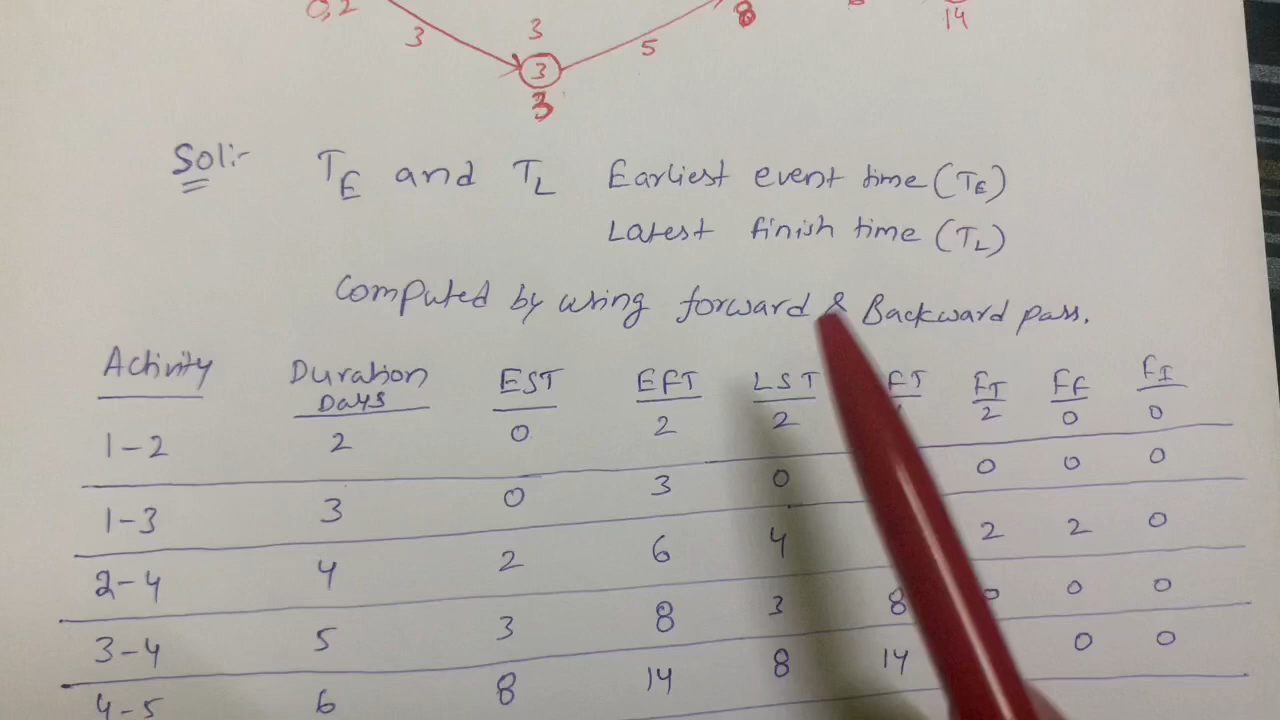 0,2
3
3
5
8
14
3
3
Sol:-
TE and TL Earliest event time (TE)
Latest finish time (TL)
Computed by using forward & Backward pass.
Activity Duration Days EST EFT LST FT FT FF FI
1-2 2 0 2 2 2 0 0
1-3 3 0 3 0 0 0 0
2-4 4 2 6 4 2 2 0
3-4 5 3 8 3 8 0 0
4-5 6 8 14 8 14 0 0